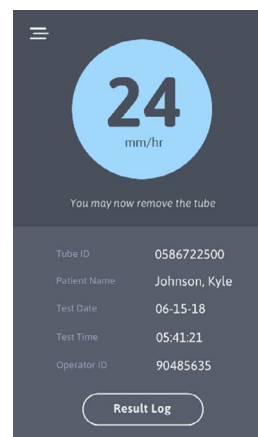 24
mm/hr
You may now remove the tube
Tube ID 0586722500
Patient Name Johnson, Kyle
Test Date 06-15-18
Test Time 05:41:21
Operator ID 90485635
Result Log